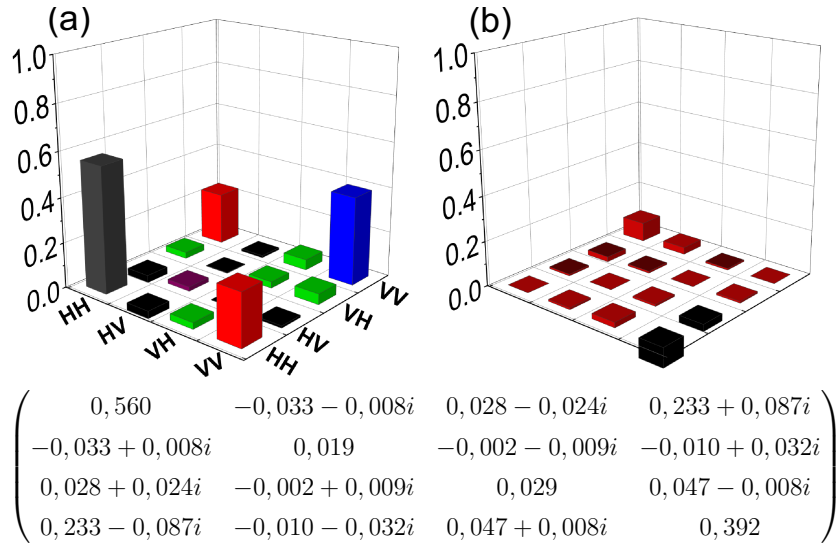 (a)
1.0
0.8
0.6
0.4
0.2
0.0
HH
HV
VH
VV
HH
HV
VH
VV
(b)
1.0
0.8
0.6
0.4
0.2
0.0
0,560 −0,033 − 0,008i 0,028 − 0,024i 0,233 + 0,087i
−0,033 + 0,008i 0,019 −0,002 − 0,009i −0,010 + 0,032i
0,028 + 0,024i −0,002 + 0,009i 0,029 0,047 − 0,008i
0,233 − 0,087i −0,010 − 0,032i 0,047 + 0,008i 0,392